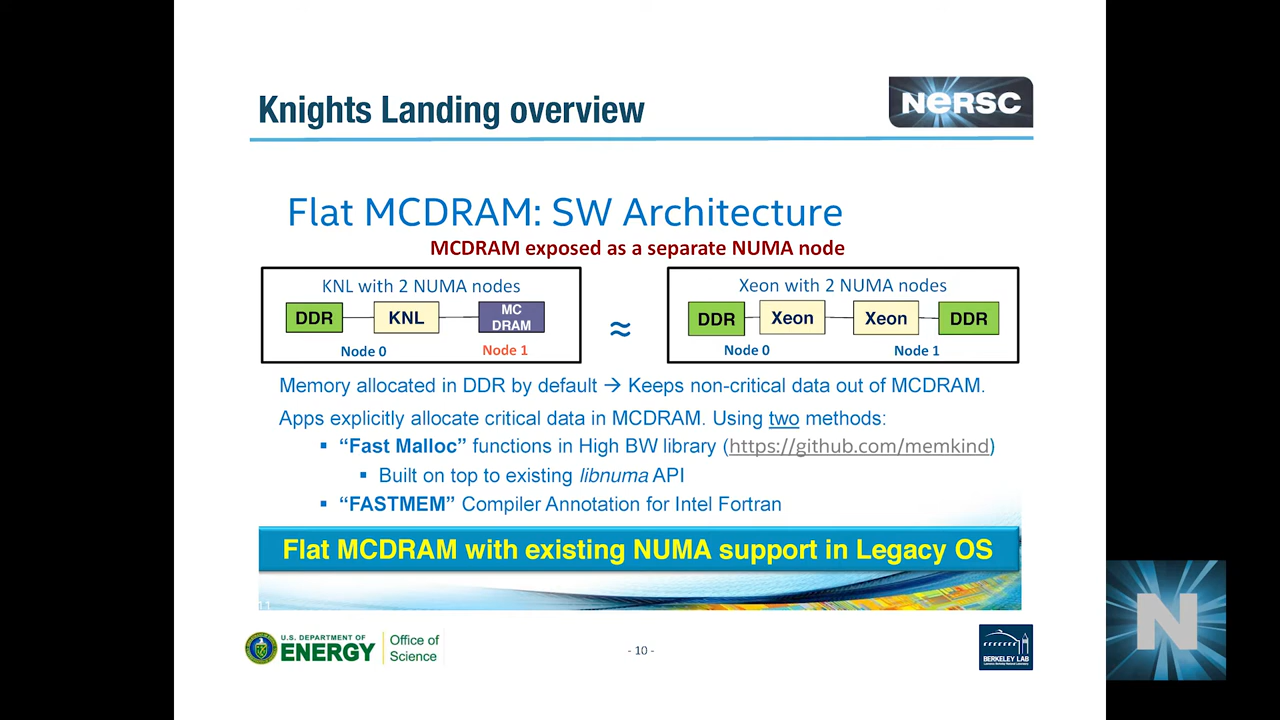 Knights Landing overview
NERSC
Flat MCDRAM: SW Architecture
MCDRAM exposed as a separate NUMA node
KNL with 2 NUMA nodes
DDR
KNL
MC
DRAM
Node 0
Node 1
≈
Xeon with 2 NUMA nodes
DDR
Xeon
Xeon
DDR
Node 0
Node 1
Memory allocated in DDR by default → Keeps non-critical data out of MCDRAM.
Apps explicitly allocate critical data in MCDRAM. Using two methods:
▪ “Fast Malloc” functions in High BW library (https://github.com/memkind)
▪ Built on top to existing libnuma API
▪ “FASTMEM” Compiler Annotation for Intel Fortran
Flat MCDRAM with existing NUMA support in Legacy OS
11
U.S. DEPARTMENT OF
ENERGY
Office of
Science
- 10 -
BERKELEY LAB
N